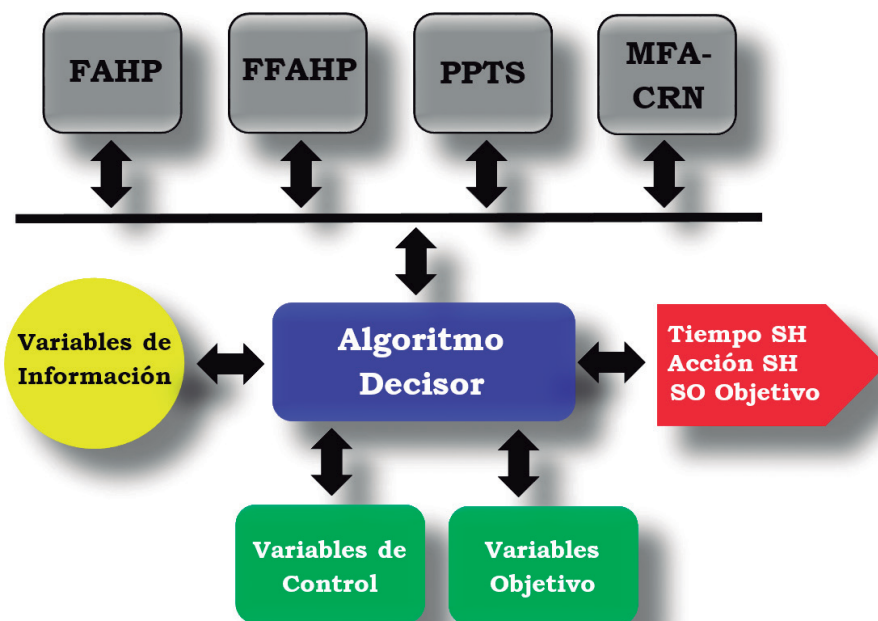 FAHP
FFAHP
PPTS
MFA-
CRN
Variables de
Información
Algoritmo
Decisor
Tiempo SH
Acción SH
SO Objetivo
Variables de
Control
Variables
Objetivo